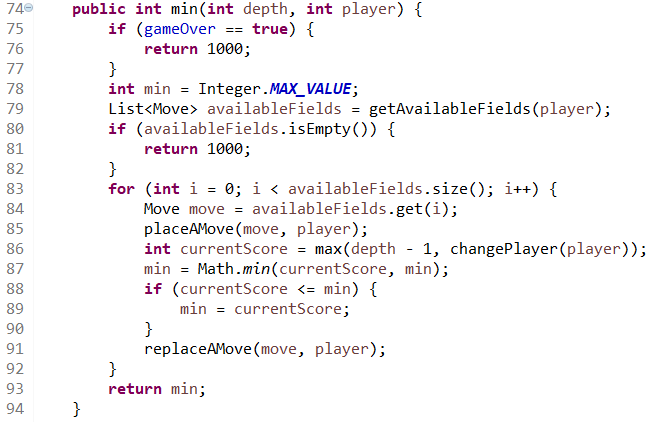 74 public int min(int depth, int player) {
75 if (gameOver == true) {
76 return 1000;
77 }
78 int min = Integer.MAX_VALUE;
79 List<Move> availableFields = getAvailableFields(player);
80 if (availableFields.isEmpty()) {
81 return 1000;
82 }
83 for (int i = 0; i < availableFields.size(); i++) {
84 Move move = availableFields.get(i);
85 placeAMove(move, player);
86 int currentScore = max(depth - 1, changePlayer(player));
87 min = Math.min(currentScore, min);
88 if (currentScore <= min) {
89 min = currentScore;
90 }
91 replaceAMove(move, player);
92 }
93 return min;
94 }